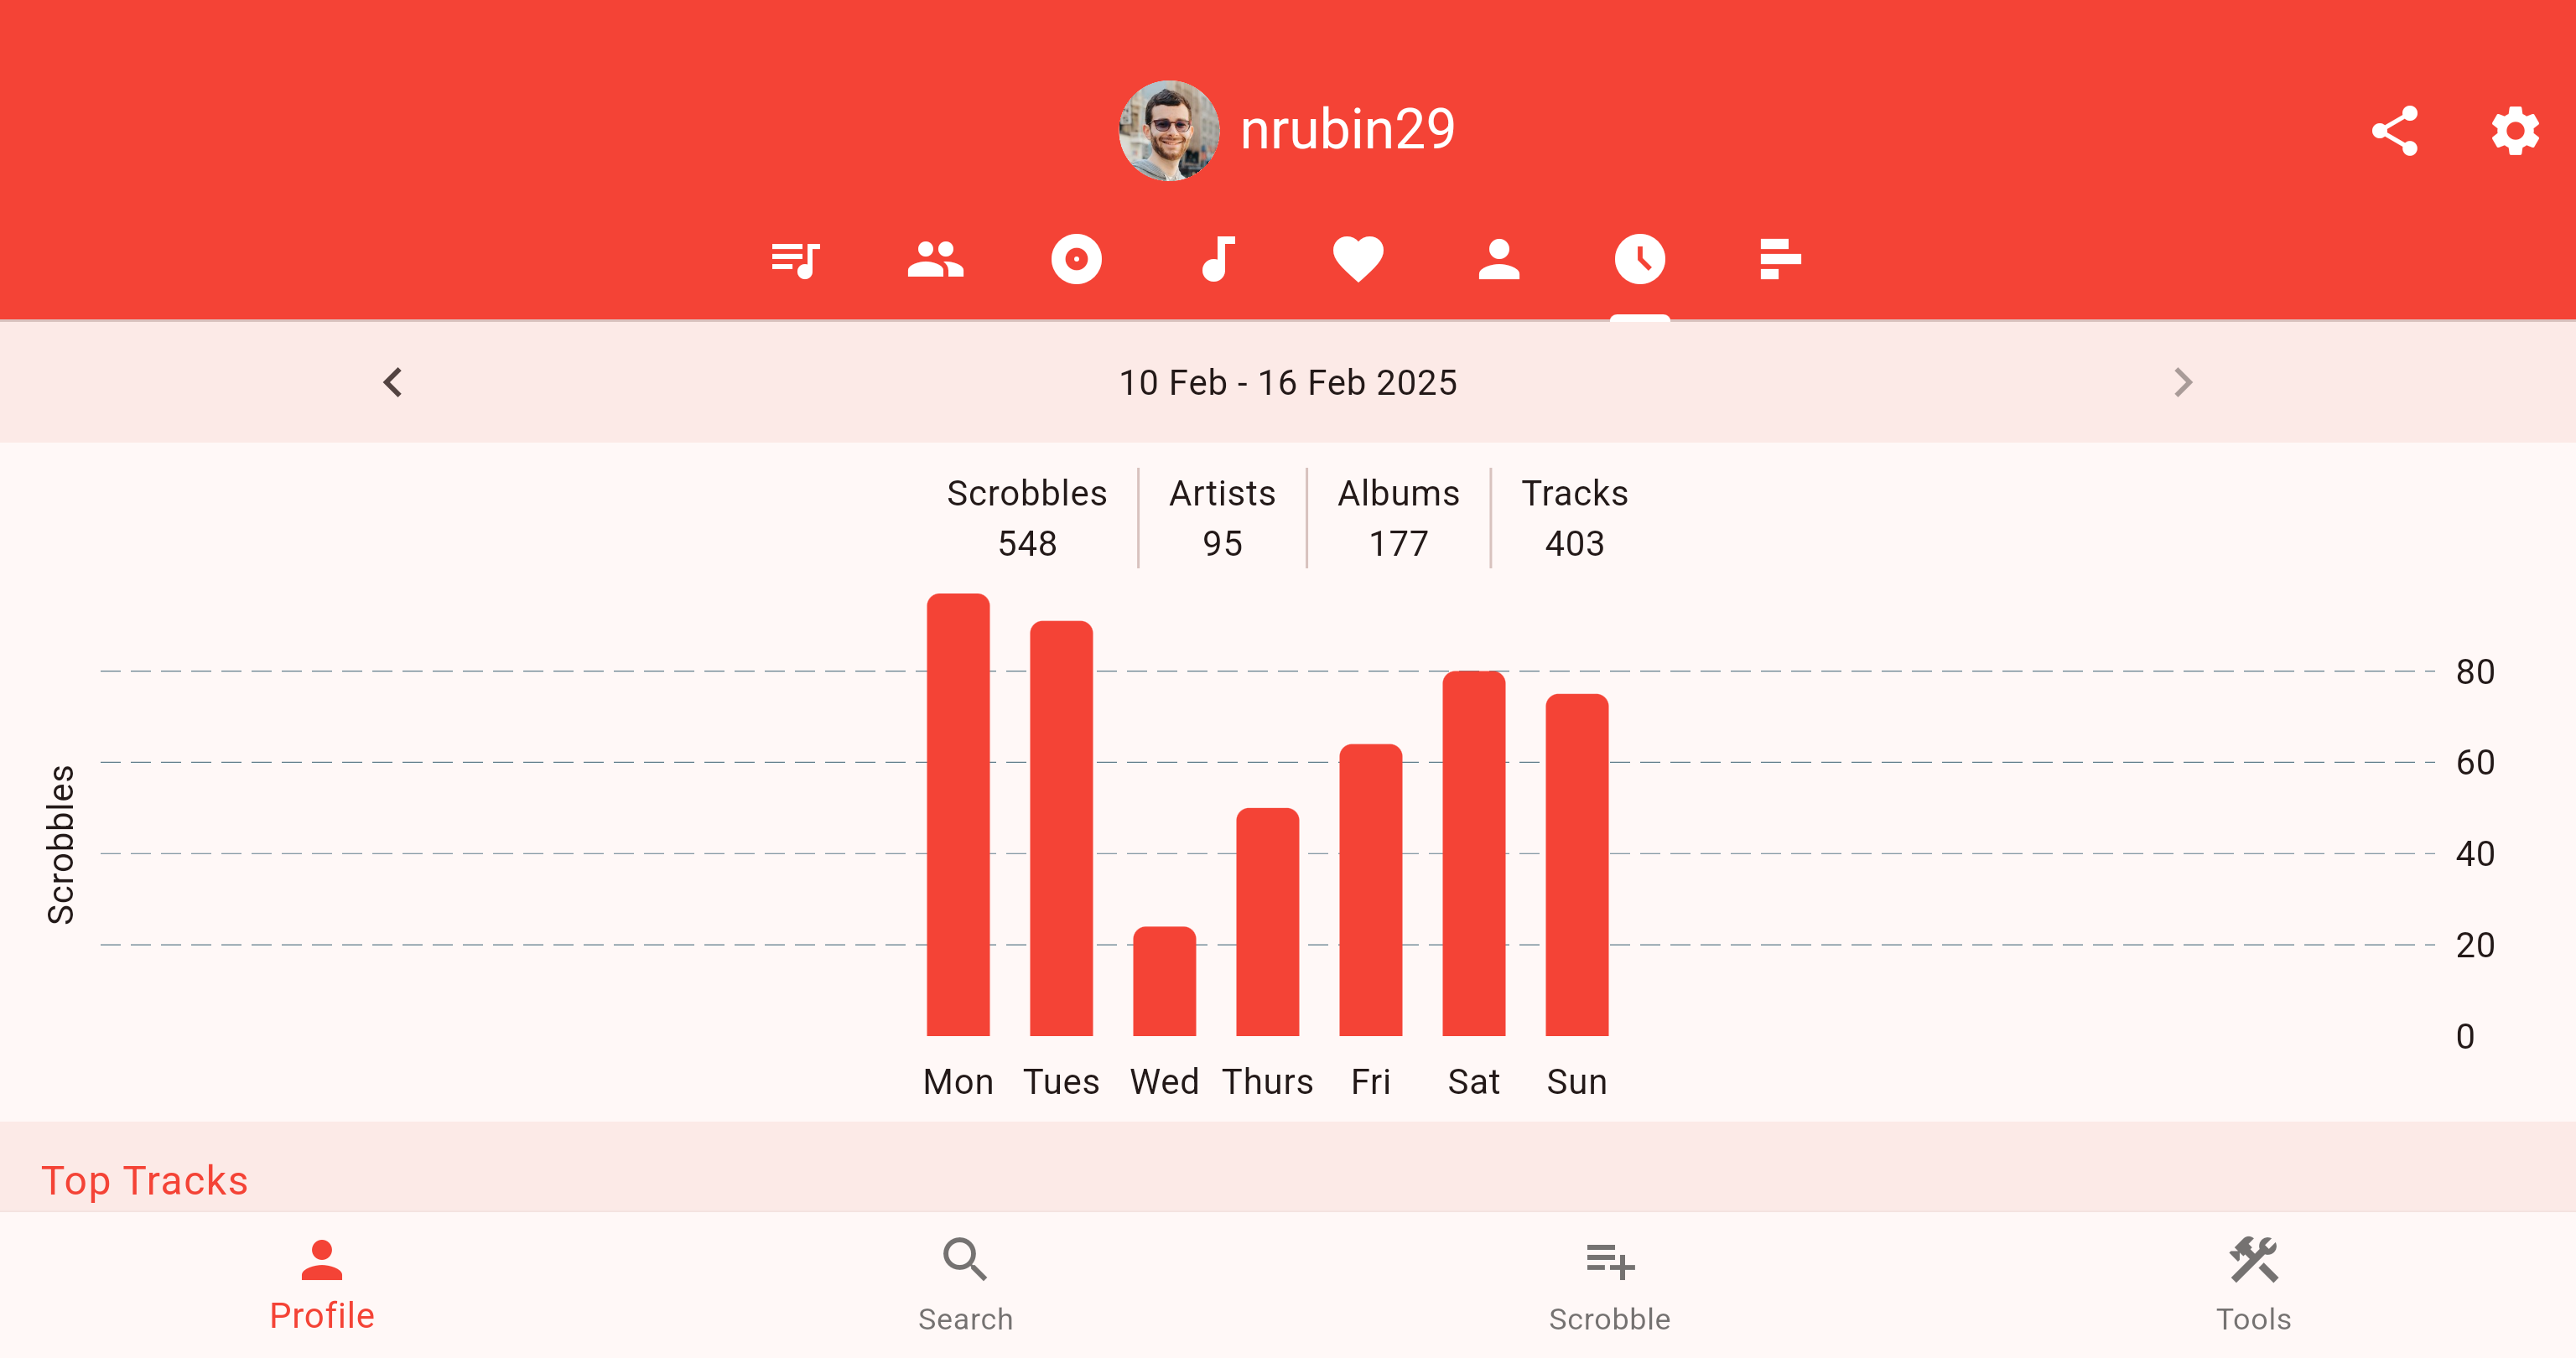 nrubin29
10 Feb - 16 Feb 2025
Scrobbles
548
Artists
95
Albums
177
Tracks
403
Scrobbles
80
60
40
20
0
Mon Tues Wed Thurs Fri Sat Sun
Top Tracks
Profile
Search
Scrobble
Tools